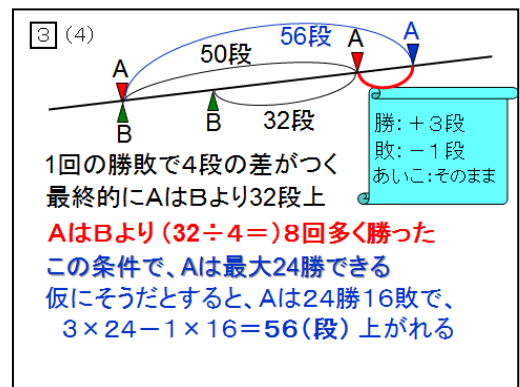 3 (4)
56段
A
A
50段
A
B
B
32段
勝：＋３段
敗：－１段
あいこ：そのまま
1回の勝敗で4段の差がつく
最終的にAはBより32段上
AはBより(32÷4＝)8回多く勝った
この条件で、Aは最大24勝できる
仮にそうだとすると、Aは24勝16敗で、
３×２４－１×１６＝56(段) 上がれる